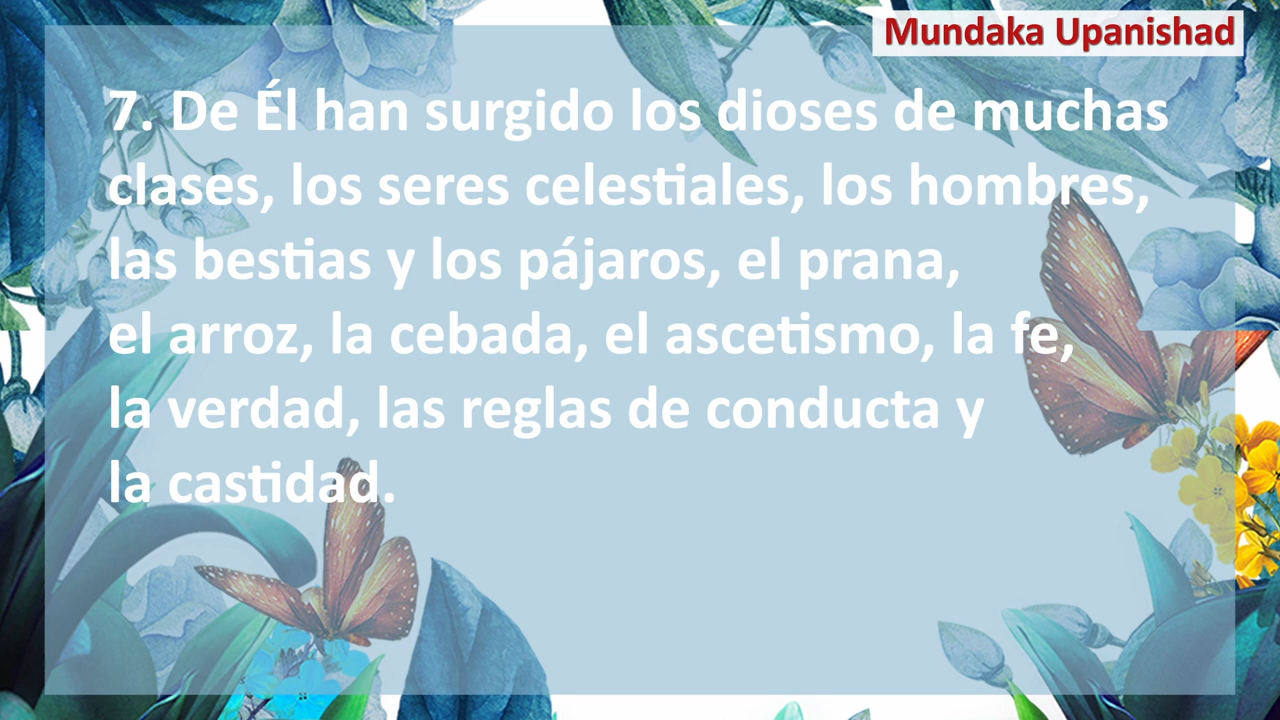 Mundaka Upanishad
7. De Él han surgido los dioses de muchas
clases, los seres celestiales, los hombres,
las bestias y los pájaros, el prana,
el arroz, la cebada, el ascetismo, la fe,
la verdad, las reglas de conducta y
la castidad.